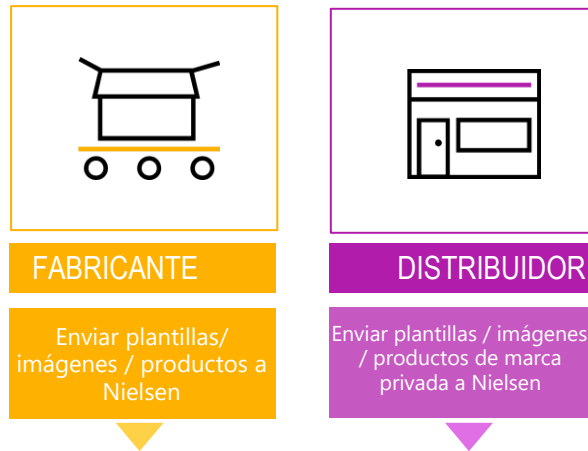 FABRICANTE
Enviar plantillas/
imágenes / productos a
Nielsen
DISTRIBUIDOR
Enviar plantillas / imágenes
/ productos de marca
privada a Nielsen